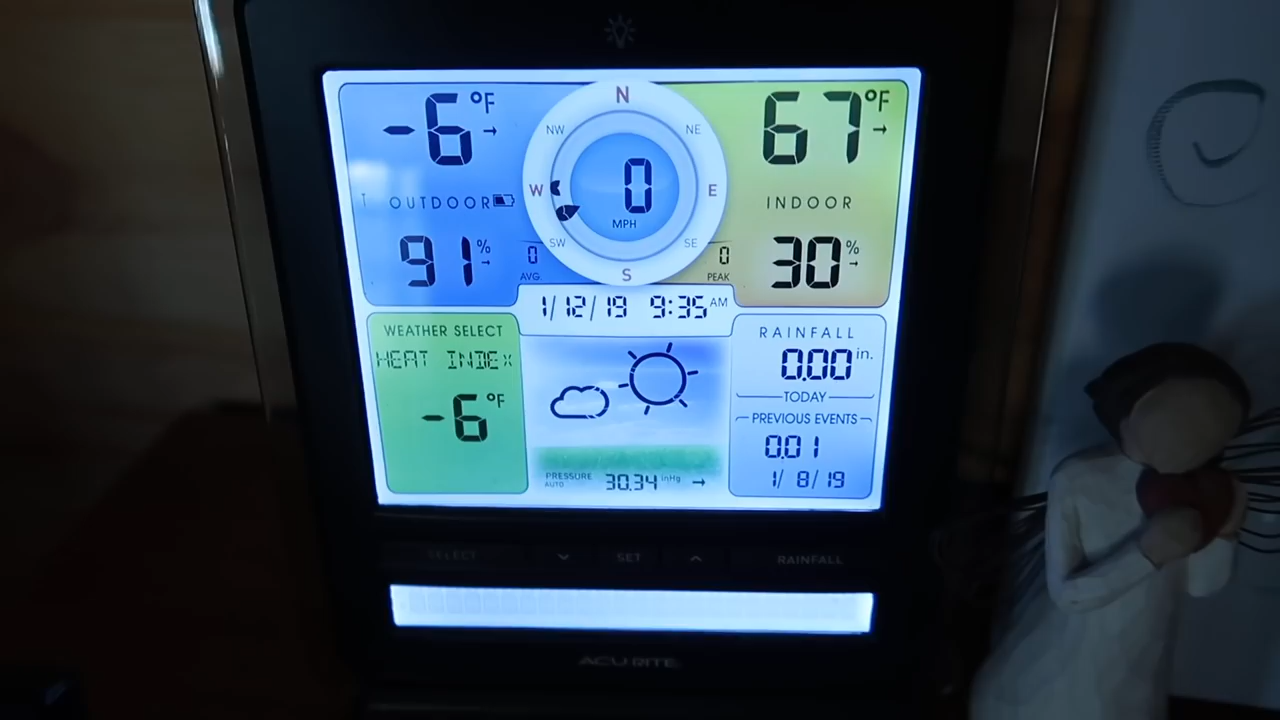 -6°F
OUTDOOR
91%
N
NW
NE
W
E
0
MPH
SW
SE
S
0
AVG.
0
PEAK
67°F
INDOOR
30%
1/12/19 9:35 AM
WEATHER SELECT
HEAT INDEX
-6°F
PRESSURE
AUTO
30.34 inHg
RAINFALL
0.00 in.
TODAY
PREVIOUS EVENTS
0.01
1/ 8/19
SELECT
SET
RAINFALL
ACURITE